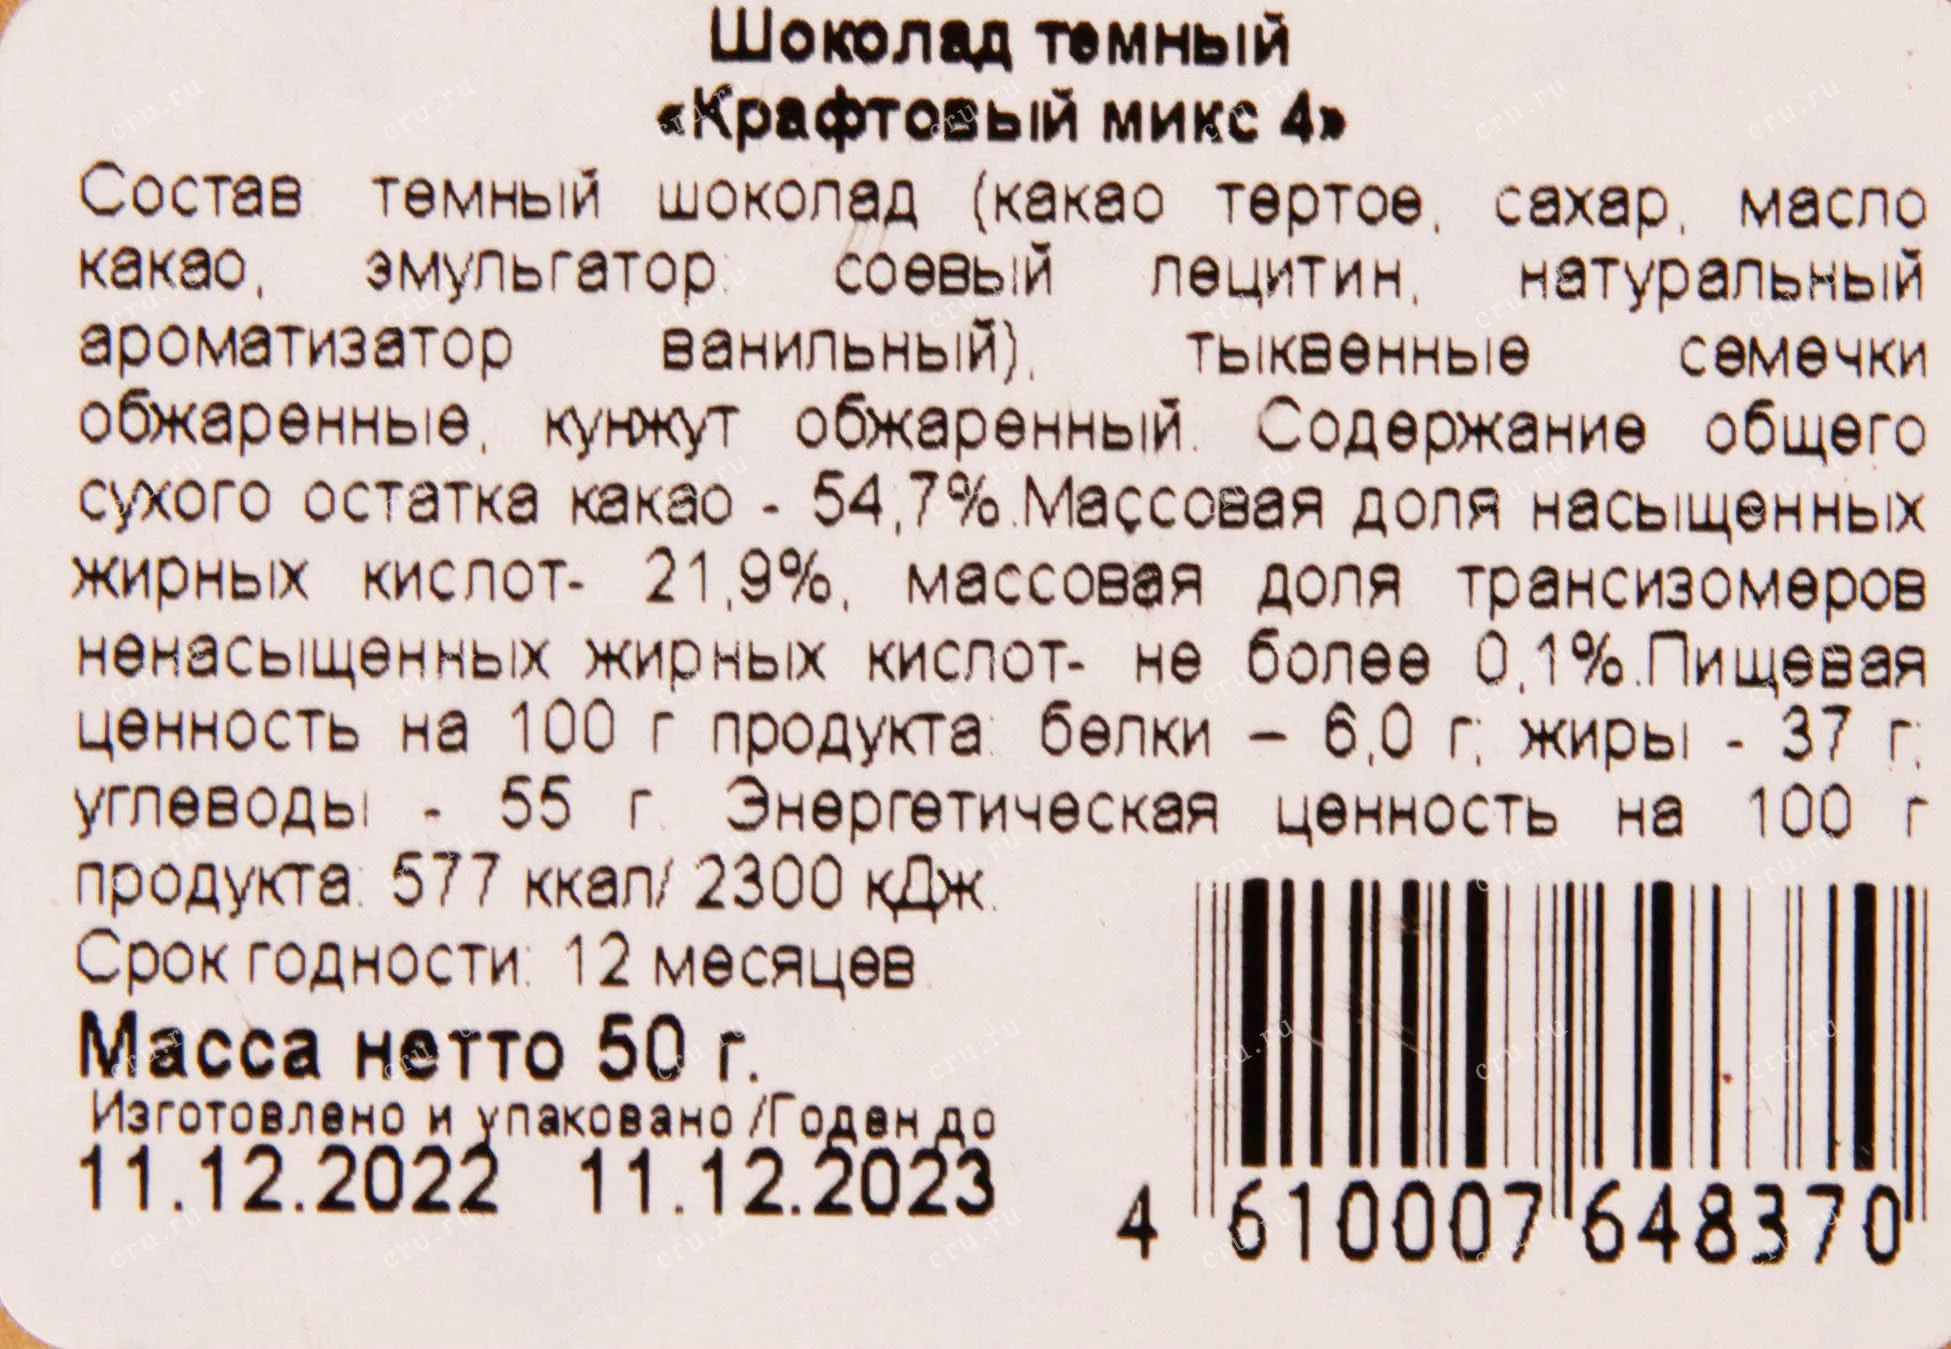 Шоколад темный
«Крафтовый микс 4»
Состав темный шоколад (какао тертое, сахар, масло
какао, эмульгатор: соевый лецитин, натуральный
ароматизатор ванильный), тыквенные семечки
обжаренные, кунжут обжаренный. Содержание общего
сухого остатка какао - 54,7%.Массовая доля насыщенных
жирных кислот- 21,9%, массовая доля трансизомеров
ненасыщенных жирных кислот- не более 0,1%.Пищевая
ценность на 100 г продукта: белки – 6,0 г; жиры - 37 г;
углеводы - 55 г. Энергетическая ценность на 100 г
продукта: 577 ккал/ 2300 кДж.
Срок годности: 12 месяцев.
Масса нетто 50 г.
Изготовлено и упаковано /Годен до
11.12.2022 11.12.2023
4 610007 648370
cru.ru